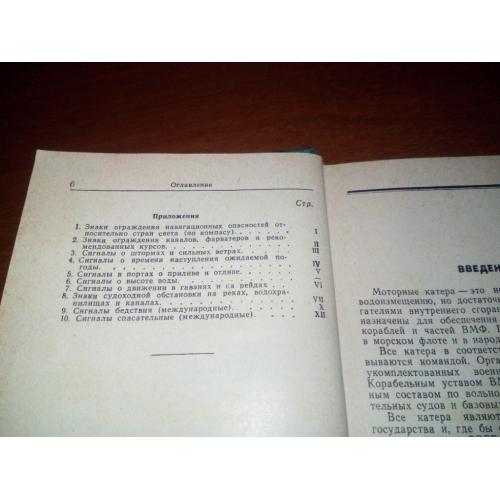 6
Оглавление
Стр.
Приложения
1. Знаки ограждения навигационных опасностей от-
носительно стран света (по компасу). . . . . . . I
2. Знаки ограждения каналов, фарватеров и реко-
мендованных курсов. . . . . . . II
3. Сигналы о штормах и сильных ветрах. . . . . . III
4. Сигналы о времени наступления ожидаемой по-
годы. . . . . . . IV
5. Сигналы в портах о приливе и отливе. . . . . V
6. Сигналы о высоте воды. . . . . . .
7. Сигналы о движении в гаванях и на рейдах. . . VI
8. Знаки судоходной обстановки на реках, водохра-
нилищах и каналах. . . . . . . VII
9. Сигналы бедствия (международные). . . . . X
10. Сигналы спасательные (международные). . . . XII
ВВЕДЕН
Моторные катера — это не
водоизмещению, но достаточ
гателями внутреннего сгоран
назначены для обеспечения
кораблей и частей ВМФ.
в морском флоте и в народ
Все катера в соответст
вываются командой. Орга
укомплектованных воен
Корабельным уставом В
ным составом по вольно
тельных судов и базовы
Все катера являют
государства и, где бы